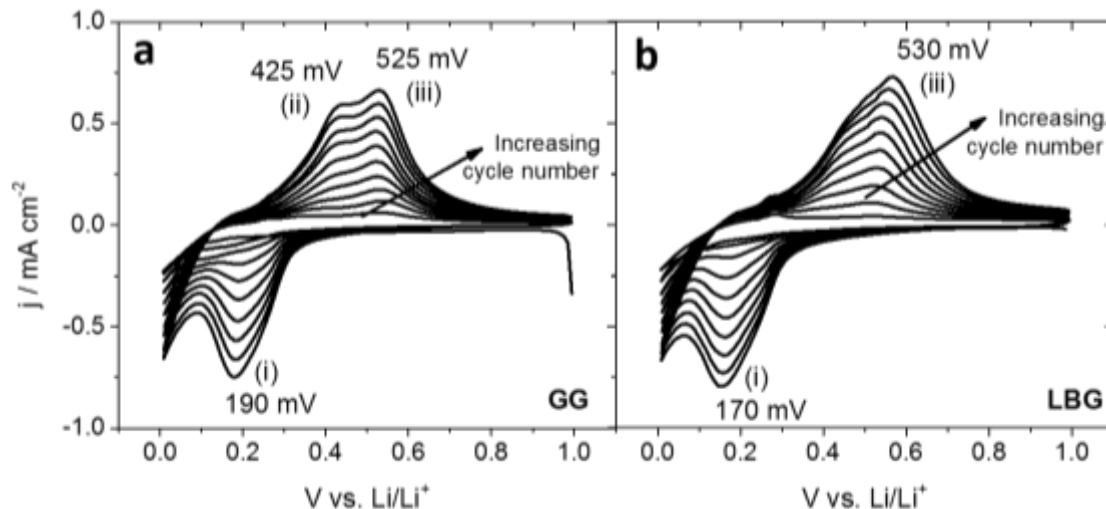 a
425 mV
(ii)
525 mV
(iii)
Increasing
cycle number
(i)
190 mV
GG
b
530 mV
(iii)
Increasing
cycle number
(i)
170 mV
LBG
j / mA cm⁻²
1.0
0.5
0.0
-0.5
-1.0
0.0 0.2 0.4 0.6 0.8 1.0
0.0 0.2 0.4 0.6 0.8 1.0
V vs. Li/Li⁺
V vs. Li/Li⁺